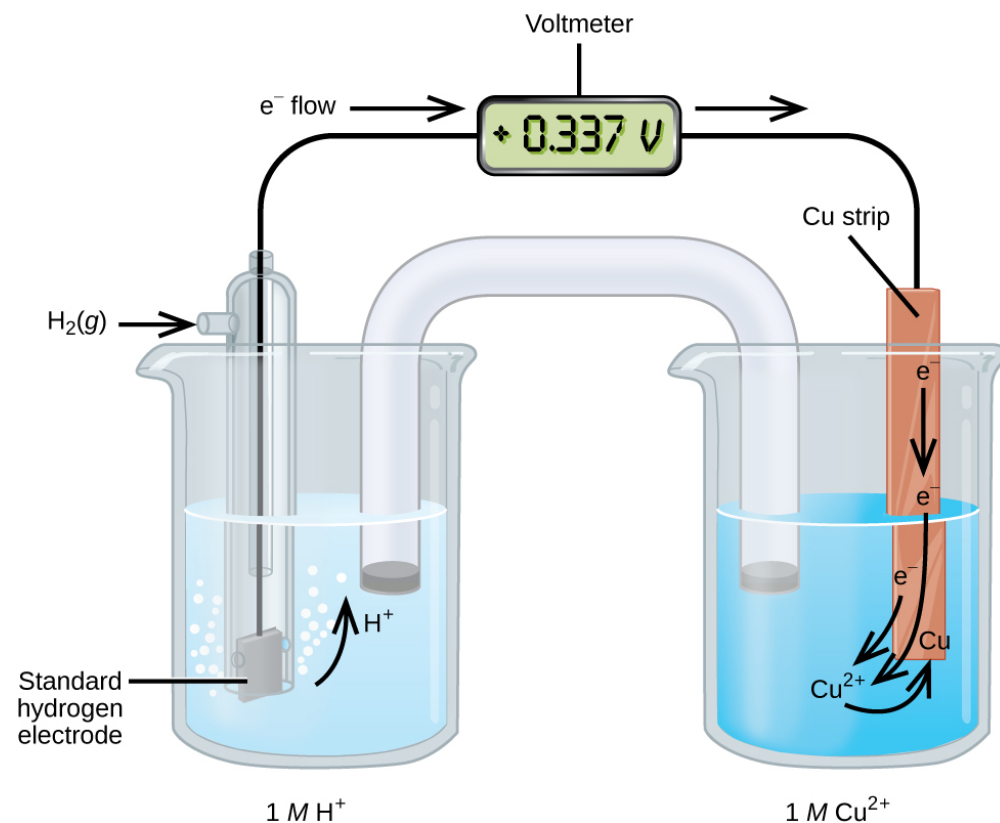 Voltmeter
e⁻ flow
+ 0.337 V
Cu strip
H₂(g)
e⁻
e⁻
e⁻
H⁺
Cu
Cu²⁺
Standard
hydrogen
electrode
1 M H⁺
1 M Cu²⁺